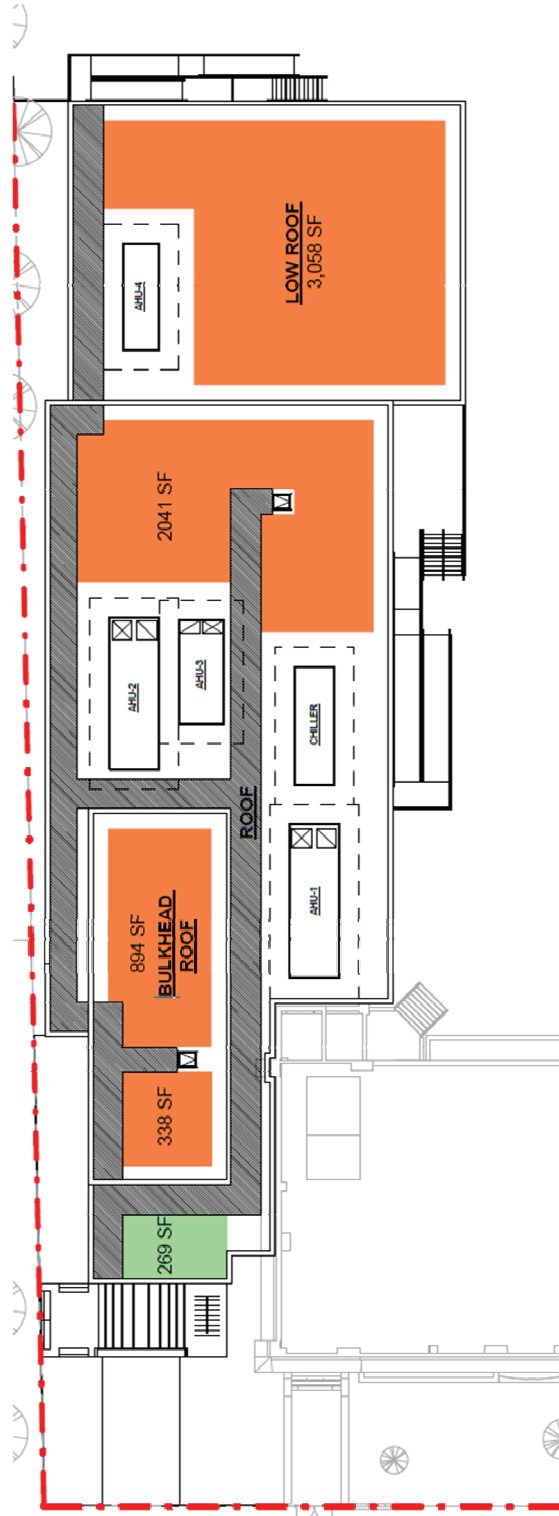 LOW ROOF
3,058 SF
AHU-4
2041 SF
AHU-2
AHU-3
CHILLER
ROOF
AHU-1
894 SF
BULKHEAD
ROOF
338 SF
269 SF